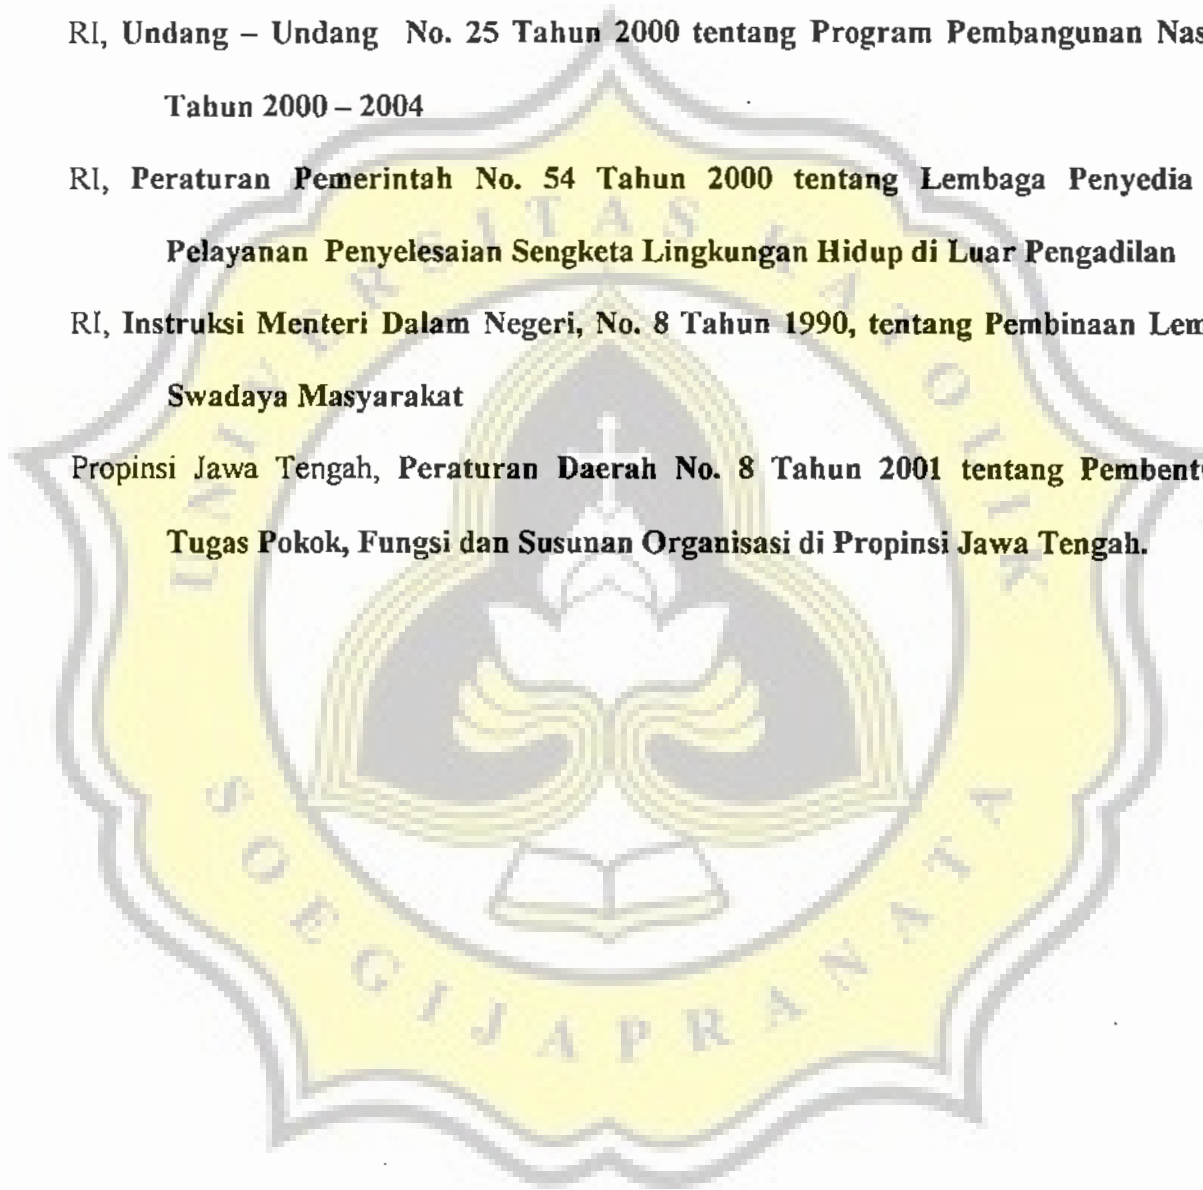 RI, Undang – Undang No. 25 Tahun 2000 tentang Program Pembangunan Nas
Tahun 2000 – 2004
RI, Peraturan Pemerintah No. 54 Tahun 2000 tentang Lembaga Penyedia
Pelayanan Penyelesaian Sengketa Lingkungan Hidup di Luar Pengadilan
RI, Instruksi Menteri Dalam Negeri, No. 8 Tahun 1990, tentang Pembinaan Lem
Swadaya Masyarakat
Propinsi Jawa Tengah, Peraturan Daerah No. 8 Tahun 2001 tentang Pembent
Tugas Pokok, Fungsi dan Susunan Organisasi di Propinsi Jawa Tengah.
UNIVERSITAS KATOLIK
SOEGIJAPRANATA